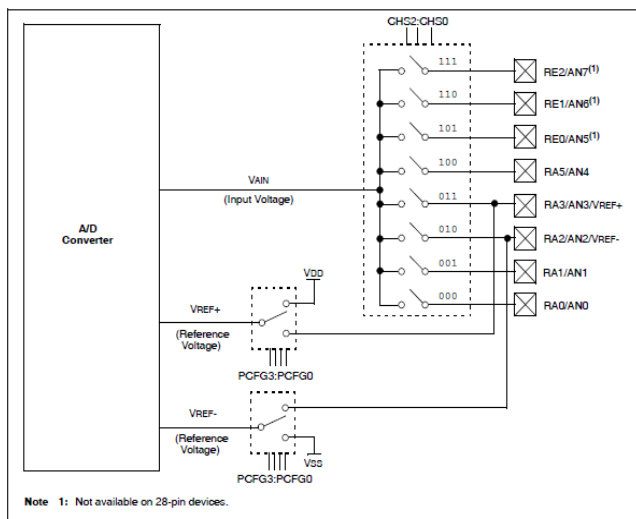 CHS2:CHS0
111
RE2/AN7(1)
110
RE1/AN6(1)
101
RE0/AN5(1)
100
RA5/AN4
VAIN
(Input Voltage)
011
RA3/AN3/VREF+
A/D
Converter
010
RA2/AN2/VREF-
001
RA1/AN1
VDD
000
RA0/AN0
VREF+
(Reference
Voltage)
PCFG3:PCFG0
VREF-
(Reference
Voltage)
VSS
PCFG3:PCFG0
Note 1: Not available on 28-pin devices.